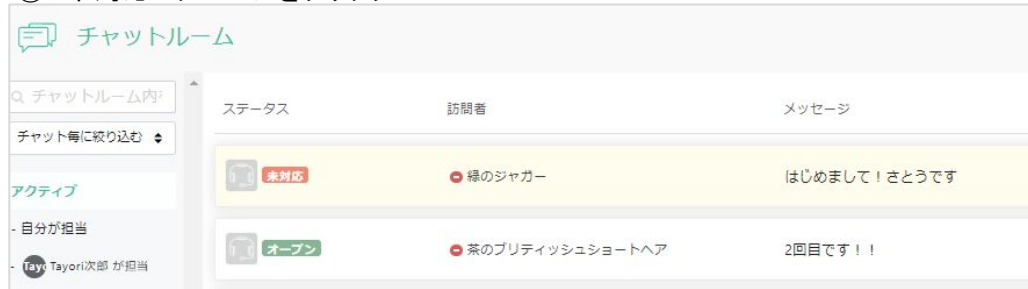 チャットルーム
チャットルーム内
チャット毎に絞り込む
アクティブ
- 自分が担当
- Tayori次郎 が担当
ステータス 訪問者 メッセージ
未対応 緑のジャガー はじめまして！さとうです
オープン 茶のブリティッシュショートヘア 2回目です！！